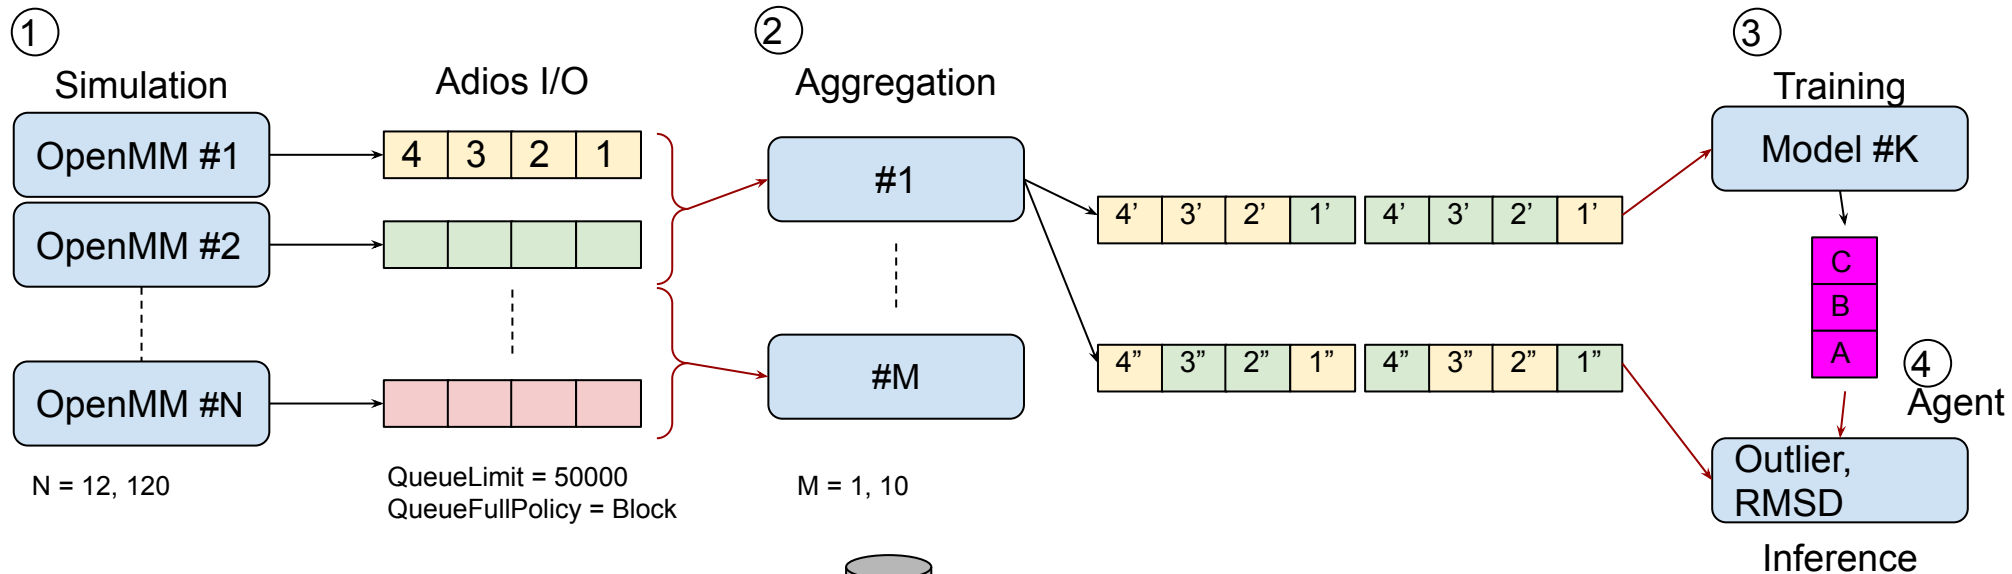 1
Simulation
OpenMM #1
OpenMM #2
OpenMM #N
N = 12, 120
Adios I/O
4 3 2 1
QueueLimit = 50000
QueueFullPolicy = Block
2
Aggregation
#1
#M
M = 1, 10
4’ 3’ 2’ 1’ 4’ 3’ 2’ 1’
4” 3” 2” 1” 4” 3” 2” 1”
3
Training
Model #K
C
B
A
4
Agent
Outlier,
RMSD
Inference